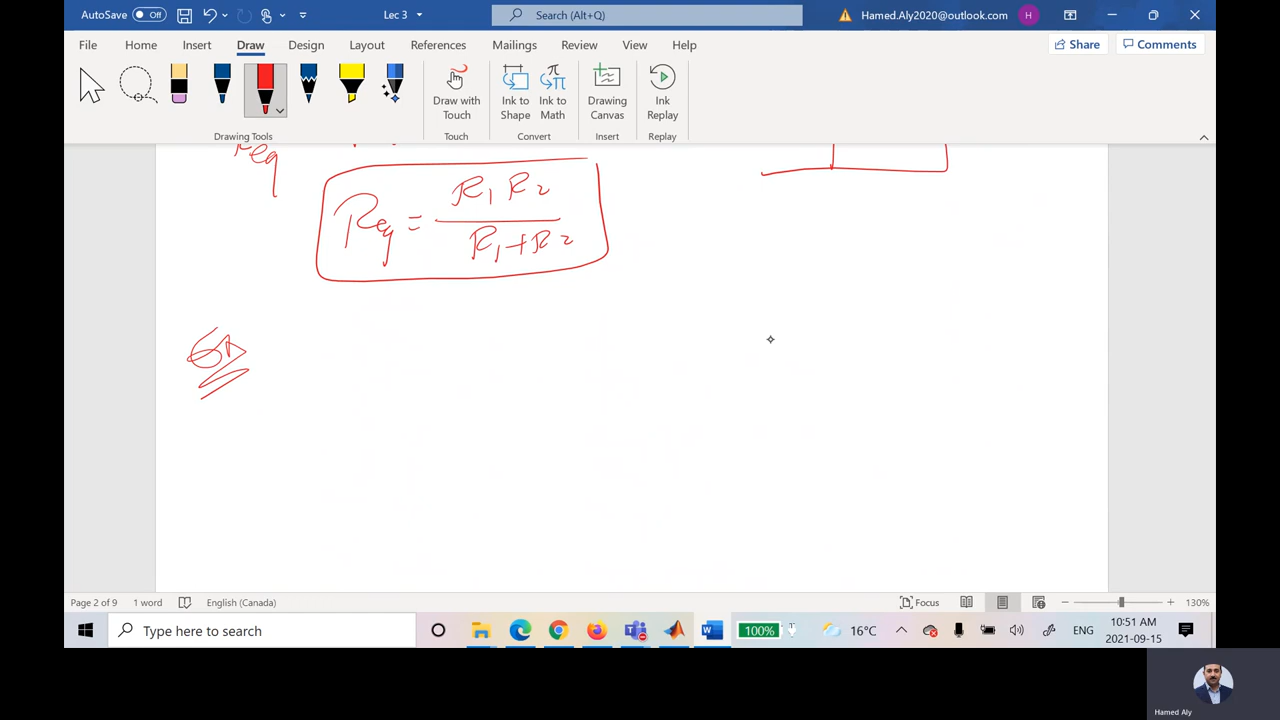 AutoSave Off Lec 3 Search (Alt+Q) Hamed.Aly2020@outlook.com H
File Home Insert Draw Design Layout References Mailings Review View Help Share Comments
Draw with Touch
Ink to Shape
Ink to Math
Drawing Canvas
Ink Replay
Drawing Tools Touch Convert Insert Replay
Req = R1 R2
R1 + R2
Page 2 of 9 1 word English (Canada) Focus 130%
Type here to search 100% 16°C ENG 10:51 AM
2021-09-15
Hamed Aly